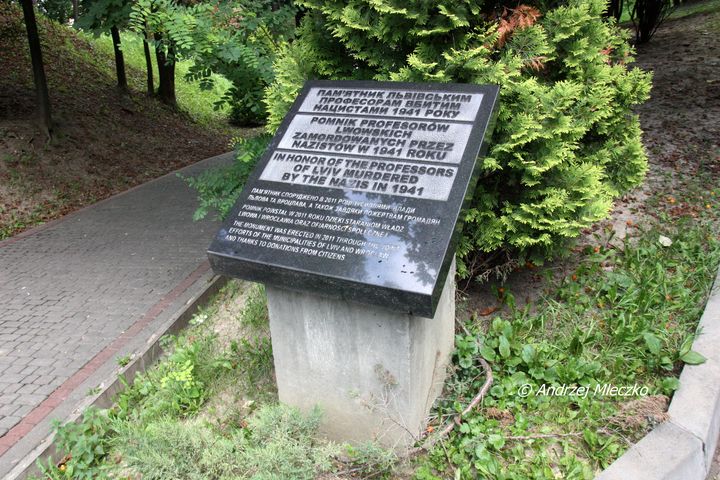 ПАМ'ЯТНИК ЛЬВІВСЬКИМ
ПРОФЕСОРАМ ВБИТИМ
НАЦИСТАМИ 1941 РОКУ
POMNIK PROFESORÓW
LWOWSKICH
ZAMORDOWANYCH PRZEZ
NAZISTÓW W 1941 ROKU
IN HONOR OF THE PROFESSORS
OF LVIV MURDERED
BY THE NAZIS IN 1941
ПАМ'ЯТНИК СПОРУДЖЕНО В 2011 РОЦІ ЗУСИЛЛЯМИ ВЛАДИ
ЛЬВОВА ТА ВРОЦЛАВА, А ТАКОЖ ЗАВДЯКИ ПОЖЕРТВАМ ГРОМАДЯН
POMNIK POWSTAŁ W 2011 ROKU DZIĘKI STARANIOM WŁADZ
LWOWA I WROCŁAWIA ORAZ OFIARNOŚCI SPOŁECZNEJ
THE MONUMENT WAS ERECTED IN 2011 THROUGH THE JOINT
EFFORTS OF THE MUNICIPALITIES OF LVIV AND WROCLAW
AND THANKS TO DONATIONS FROM CITIZENS
© Andrzej Mleczko